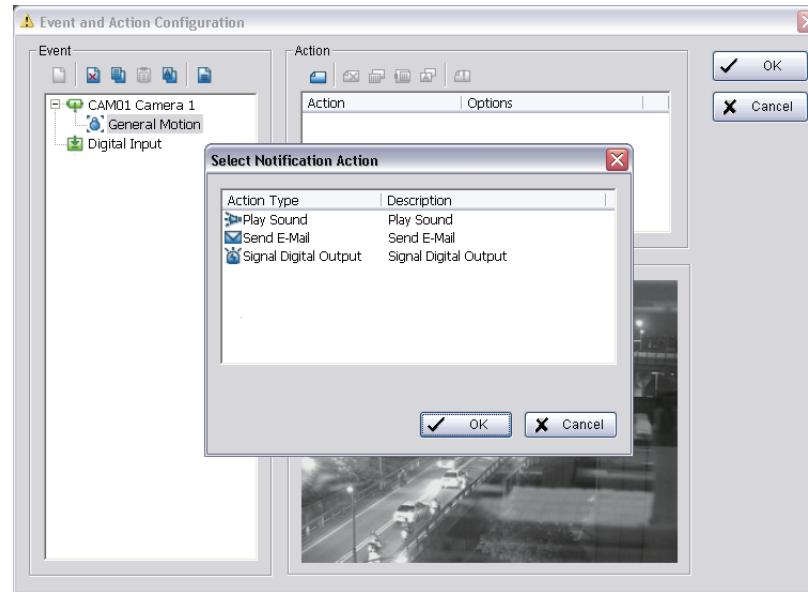 Event and Action Configuration
Event
Action
OK
Cancel
CAM01 Camera 1
General Motion
Digital Input
Action Options
Select Notification Action
Action Type Description
Play Sound Play Sound
Send E-Mail Send E-Mail
Signal Digital Output Signal Digital Output
OK Cancel